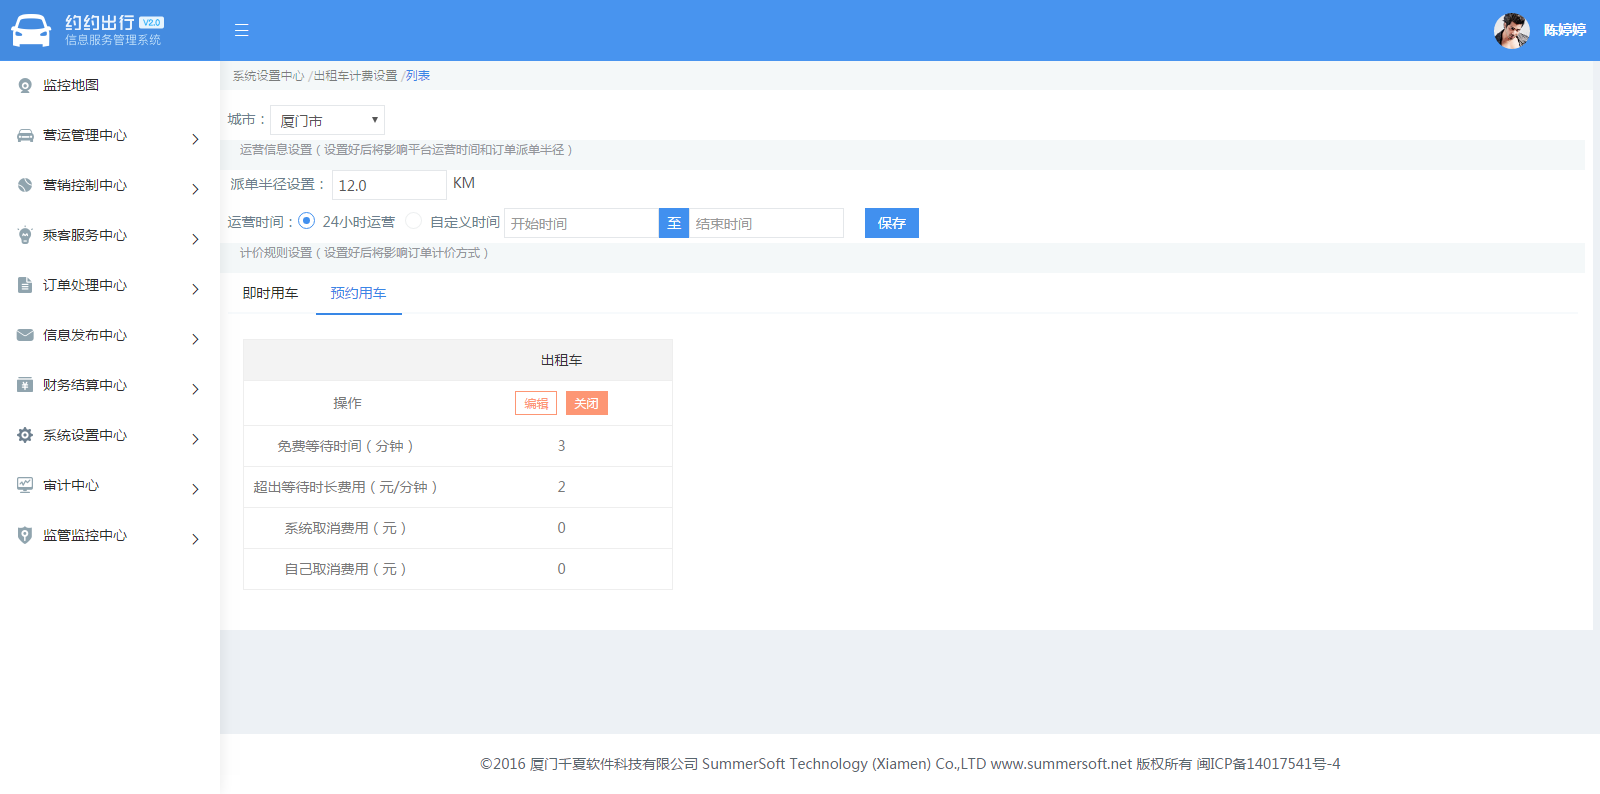 约约出行 V2.0
信息服务管理系统
陈婷婷
监控地图
营运管理中心
营销控制中心
乘客服务中心
订单处理中心
信息发布中心
财务结算中心
系统设置中心
审计中心
监管监控中心
系统设置中心 /出租车计费设置 /列表
城市： 厦门市
运营信息设置（设置好后将影响平台运营时间和订单派单半径）
派单半径设置： 12.0 KM
运营时间： 24小时运营 自定义时间 开始时间 至 结束时间 保存
计价规则设置（设置好后将影响订单计价方式）
即时用车 预约用车
出租车
操作 编辑 关闭
免费等待时间（分钟） 3
超出等待时长费用（元/分钟） 2
系统取消费用（元） 0
自己取消费用（元） 0
©2016 厦门千夏软件科技有限公司 SummerSoft Technology (Xiamen) Co.,LTD www.summersoft.net 版权所有 闽ICP备14017541号-4